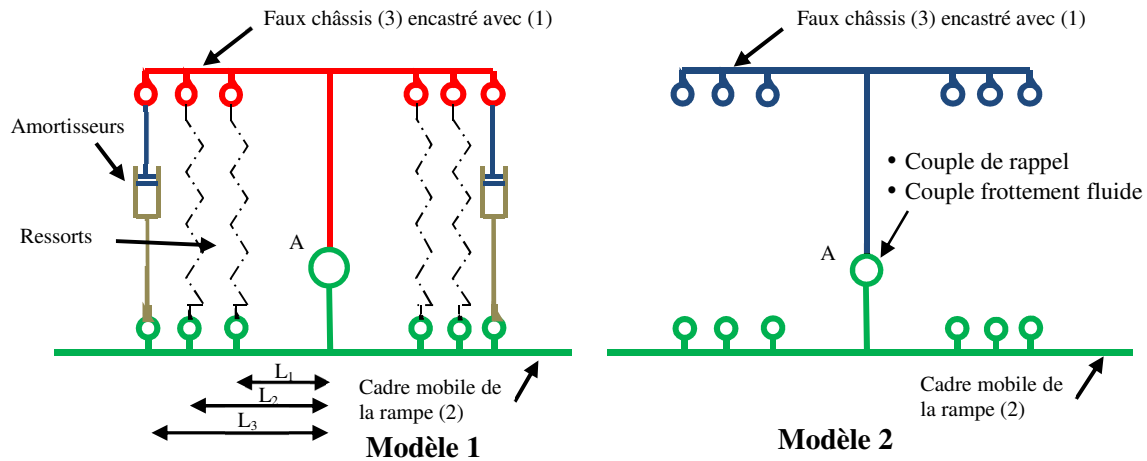 Faux châssis (3) encastré avec (1)
Amortisseurs
Ressorts
A
L1
L2
L3
Cadre mobile de
la rampe (2)
Modèle 1
Faux châssis (3) encastré avec (1)
• Couple de rappel
• Couple frottement fluide
A
Cadre mobile de
la rampe (2)
Modèle 2